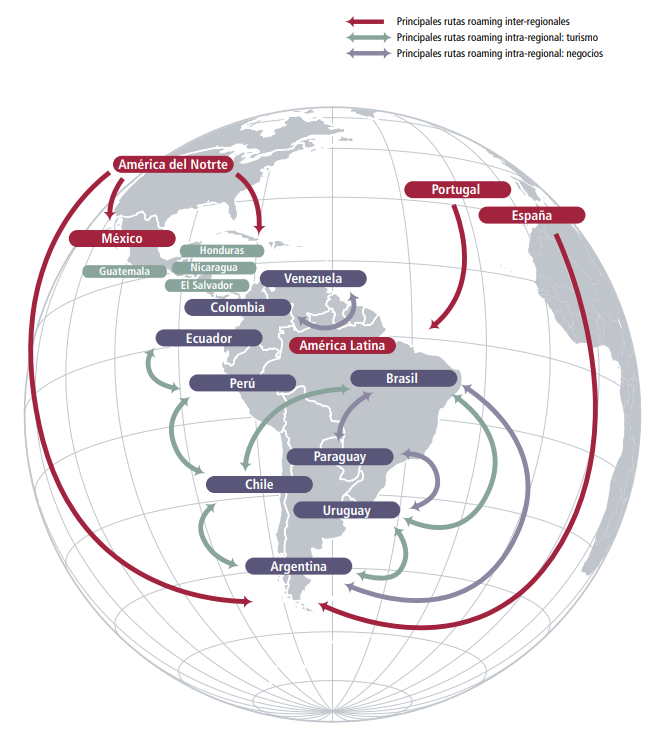 Principales rutas roaming inter-regionales
Principales rutas roaming intra-regional: turismo
Principales rutas roaming intra-regional: negocios
América del Notrte
Portugal
España
México
Honduras
Guatemala
Nicaragua
El Salvador
Venezuela
Colombia
Ecuador
América Latina
Perú
Brasil
Paraguay
Chile
Uruguay
Argentina